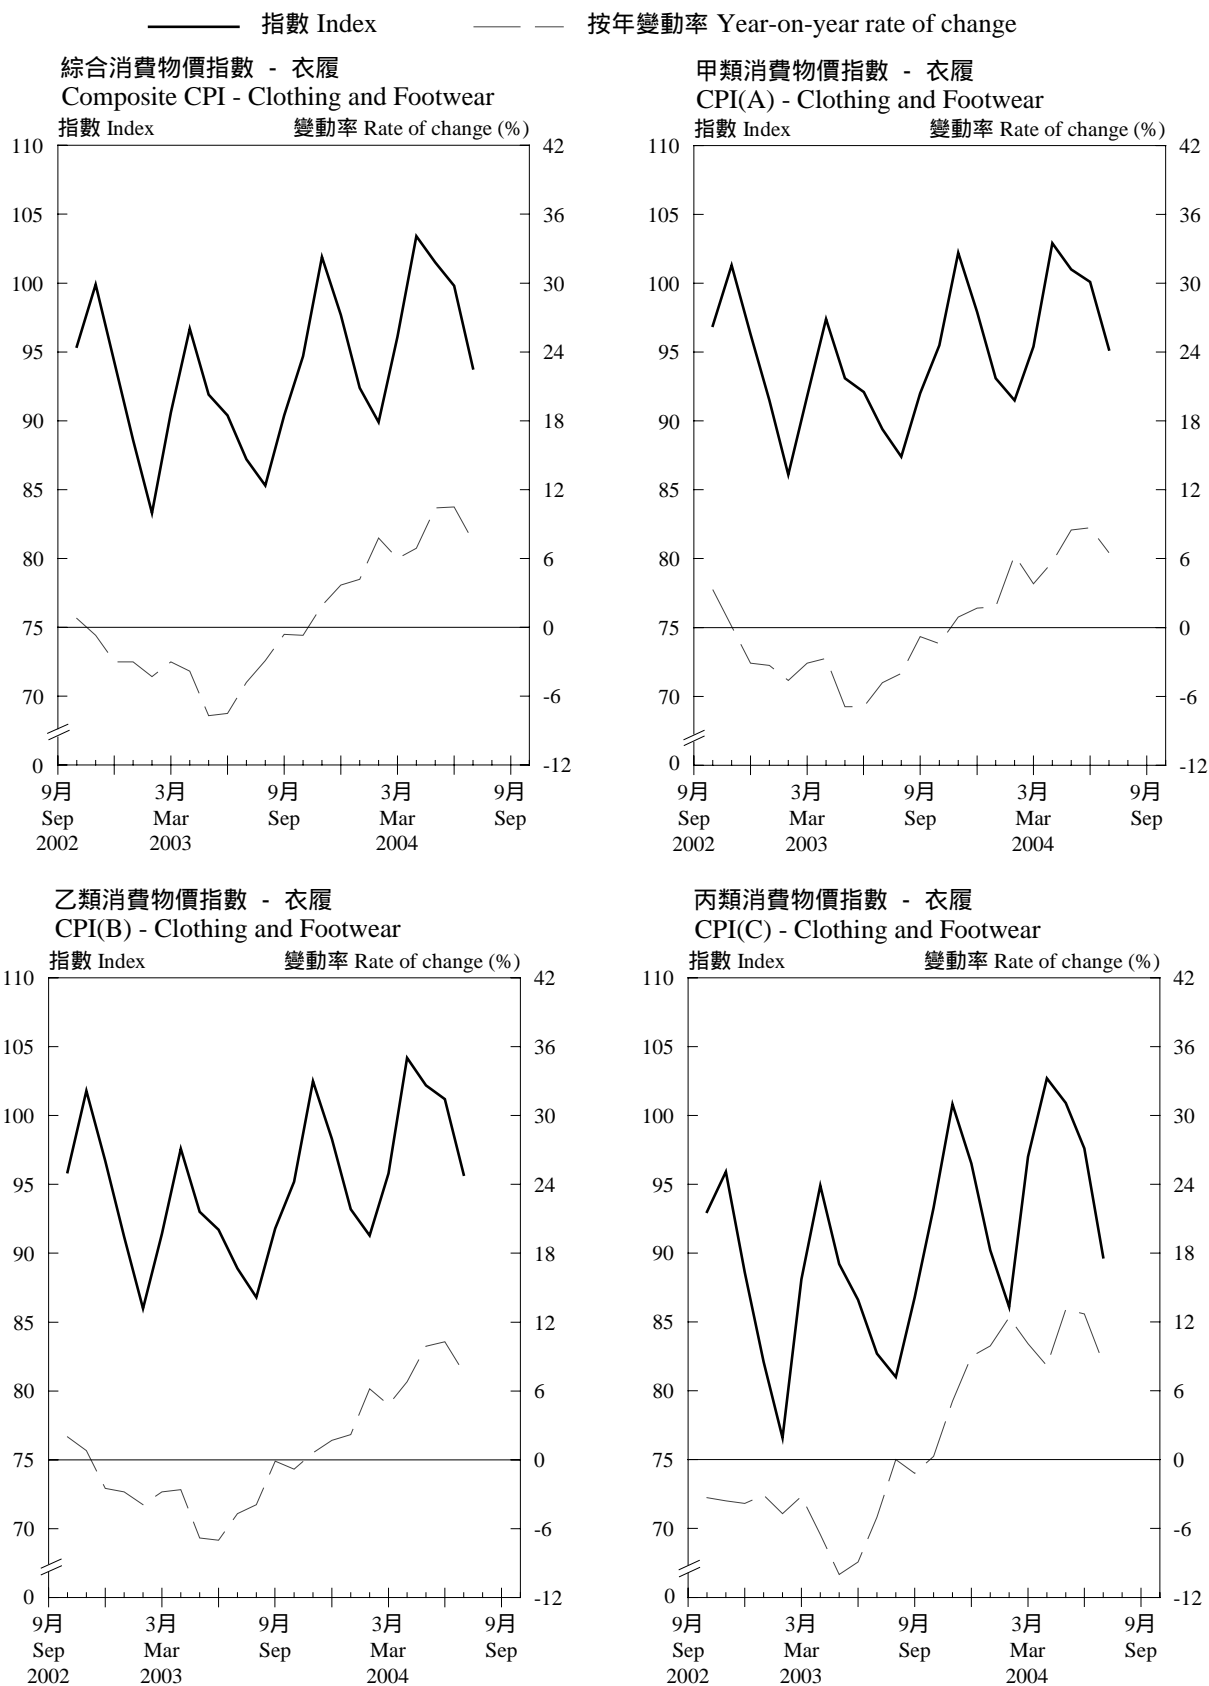 指數 Index 按年變動率 Year-on-year rate of change
綜合消費物價指數 - 衣履
Composite CPI - Clothing and Footwear
指數 Index 變動率 Rate of change (%)
110 42
105 36
100 30
95 24
90 18
85 12
80 6
75 0
70 -6
0 -12
9月 3月 9月 3月 9月
Sep Mar Sep Mar Sep
2002 2003 2004
甲類消費物價指數 - 衣履
CPI(A) - Clothing and Footwear
指數 Index 變動率 Rate of change (%)
110 42
105 36
100 30
95 24
90 18
85 12
80 6
75 0
70 -6
0 -12
9月 3月 9月 3月 9月
Sep Mar Sep Mar Sep
2002 2003 2004
乙類消費物價指數 - 衣履
CPI(B) - Clothing and Footwear
指數 Index 變動率 Rate of change (%)
110 42
105 36
100 30
95 24
90 18
85 12
80 6
75 0
70 -6
0 -12
9月 3月 9月 3月 9月
Sep Mar Sep Mar Sep
2002 2003 2004
丙類消費物價指數 - 衣履
CPI(C) - Clothing and Footwear
指數 Index 變動率 Rate of change (%)
110 42
105 36
100 30
95 24
90 18
85 12
80 6
75 0
70 -6
0 -12
9月 3月 9月 3月 9月
Sep Mar Sep Mar Sep
2002 2003 2004